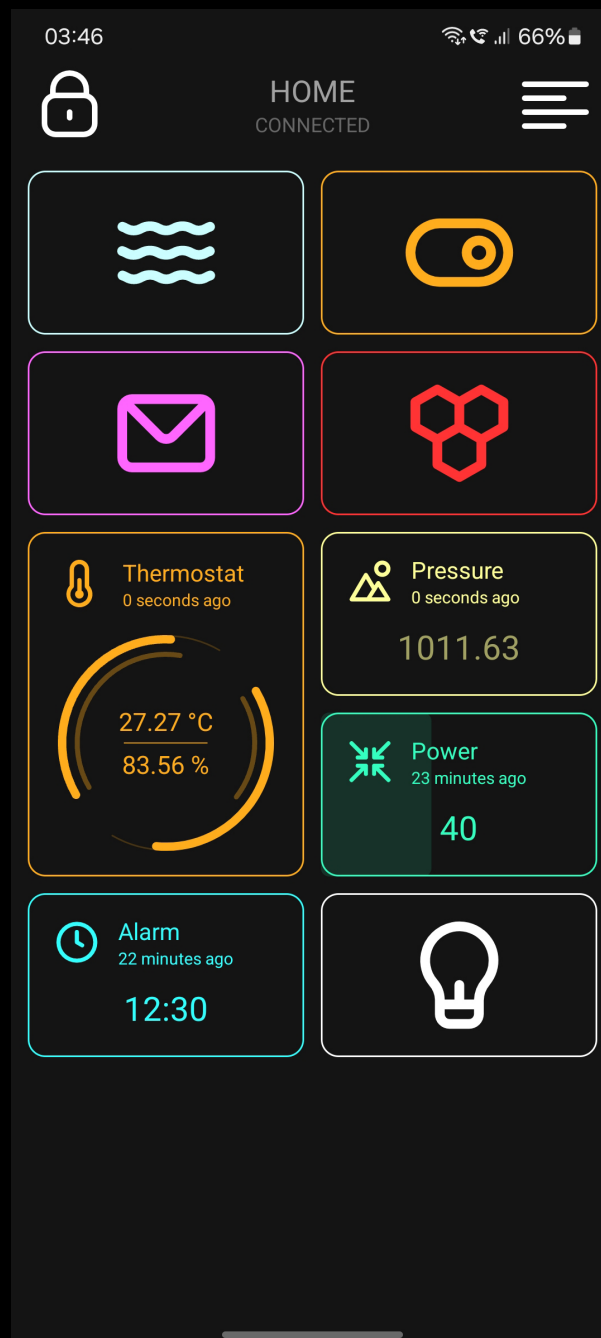 03:46
66%
HOME
CONNECTED
Thermostat
0 seconds ago
27.27 °C
83.56 %
Pressure
0 seconds ago
1011.63
Power
23 minutes ago
40
Alarm
22 minutes ago
12:30